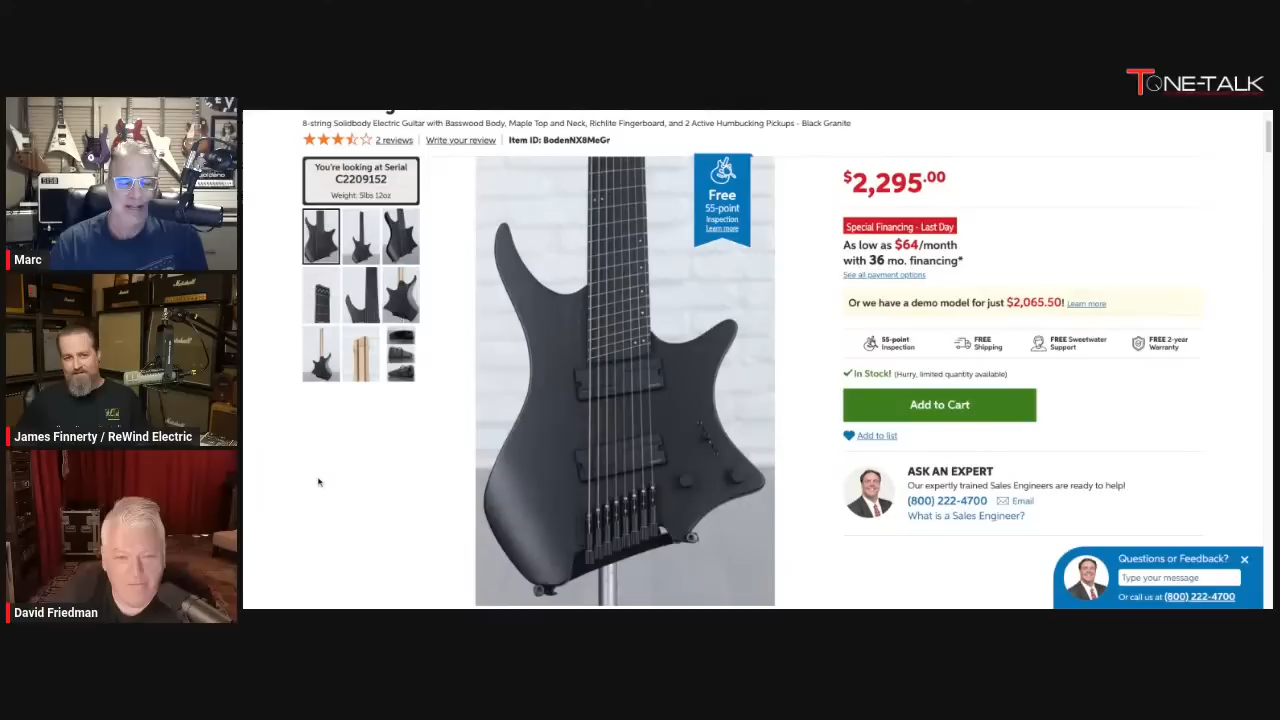 TONE-TALK
8-string Solidbody Electric Guitar with Basswood Body, Maple Top and Neck, Richlite Fingerboard, and 2 Active Humbucking Pickups - Black Granite
2 reviews
Write your review
Item ID: BodenNX8MeGr
You're looking at Serial
C2209152
Weight: 5lbs 12oz
Free
55-point
Inspection
Learn more
$2,295.00
Special Financing - Last Day
As low as $64/month
with 36 mo. financing*
See all payment options
Or we have a demo model for just $2,065.50! Learn more
55-point
Inspection
FREE
Shipping
FREE Sweetwater
Support
FREE 2-year
Warranty
In Stock! (Hurry, limited quantity available)
Add to Cart
Add to list
ASK AN EXPERT
Our expertly trained Sales Engineers are ready to help!
(800) 222-4700 Email
What is a Sales Engineer?
Questions or Feedback?
Type your message
Or call us at (800) 222-4700
5150
Marc
Marshall
James Finnerty / ReWind Electric
David Friedman